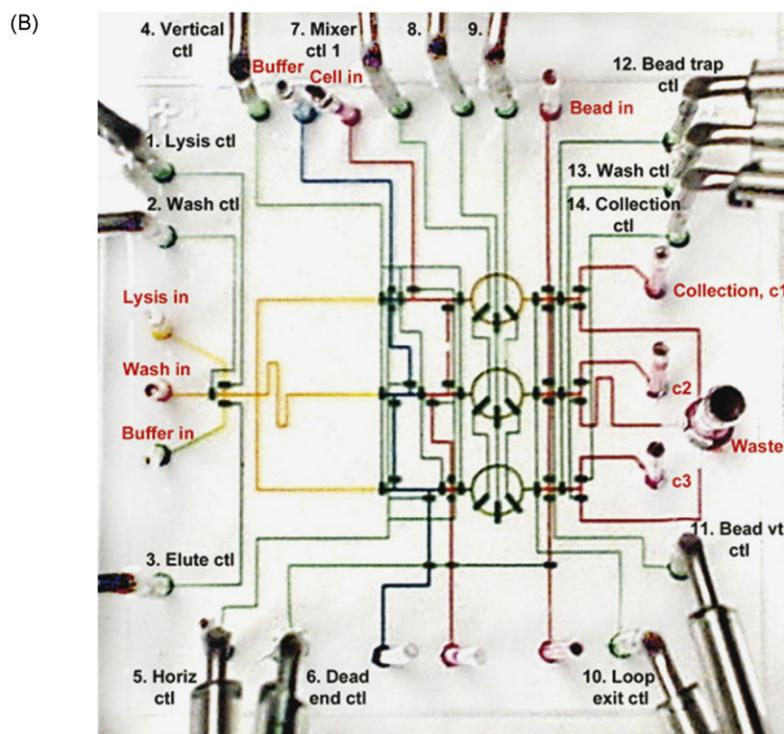 (B)
4. Vertical
ctl
7. Mixer
ctl 1
8.
9.
Buffer
Cell in
12. Bead trap
ctl
Bead in
1. Lysis ctl
13. Wash ctl
2. Wash ctl
14. Collection
ctl
Lysis in
Collection, c1
Wash in
c2
Buffer in
Waste
c3
3. Elute ctl
11. Bead vt
ctl
5. Horiz
ctl
6. Dead
end ctl
10. Loop
exit ctl